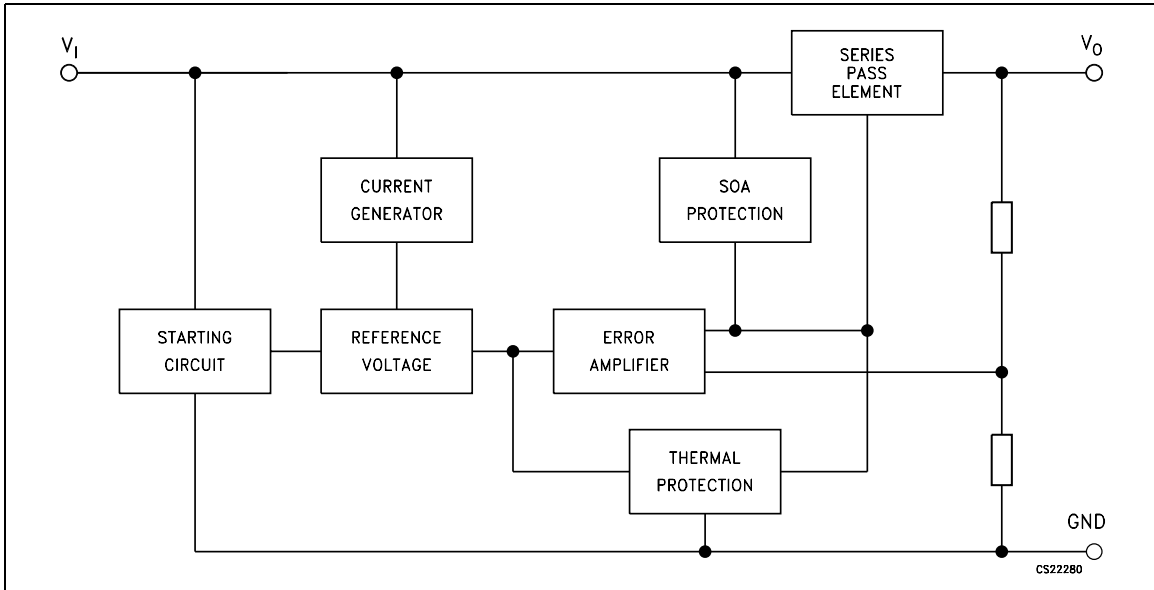 V_I
SERIES
PASS
ELEMENT
V_O
CURRENT
GENERATOR
SOA
PROTECTION
STARTING
CIRCUIT
REFERENCE
VOLTAGE
ERROR
AMPLIFIER
THERMAL
PROTECTION
GND
CS22280